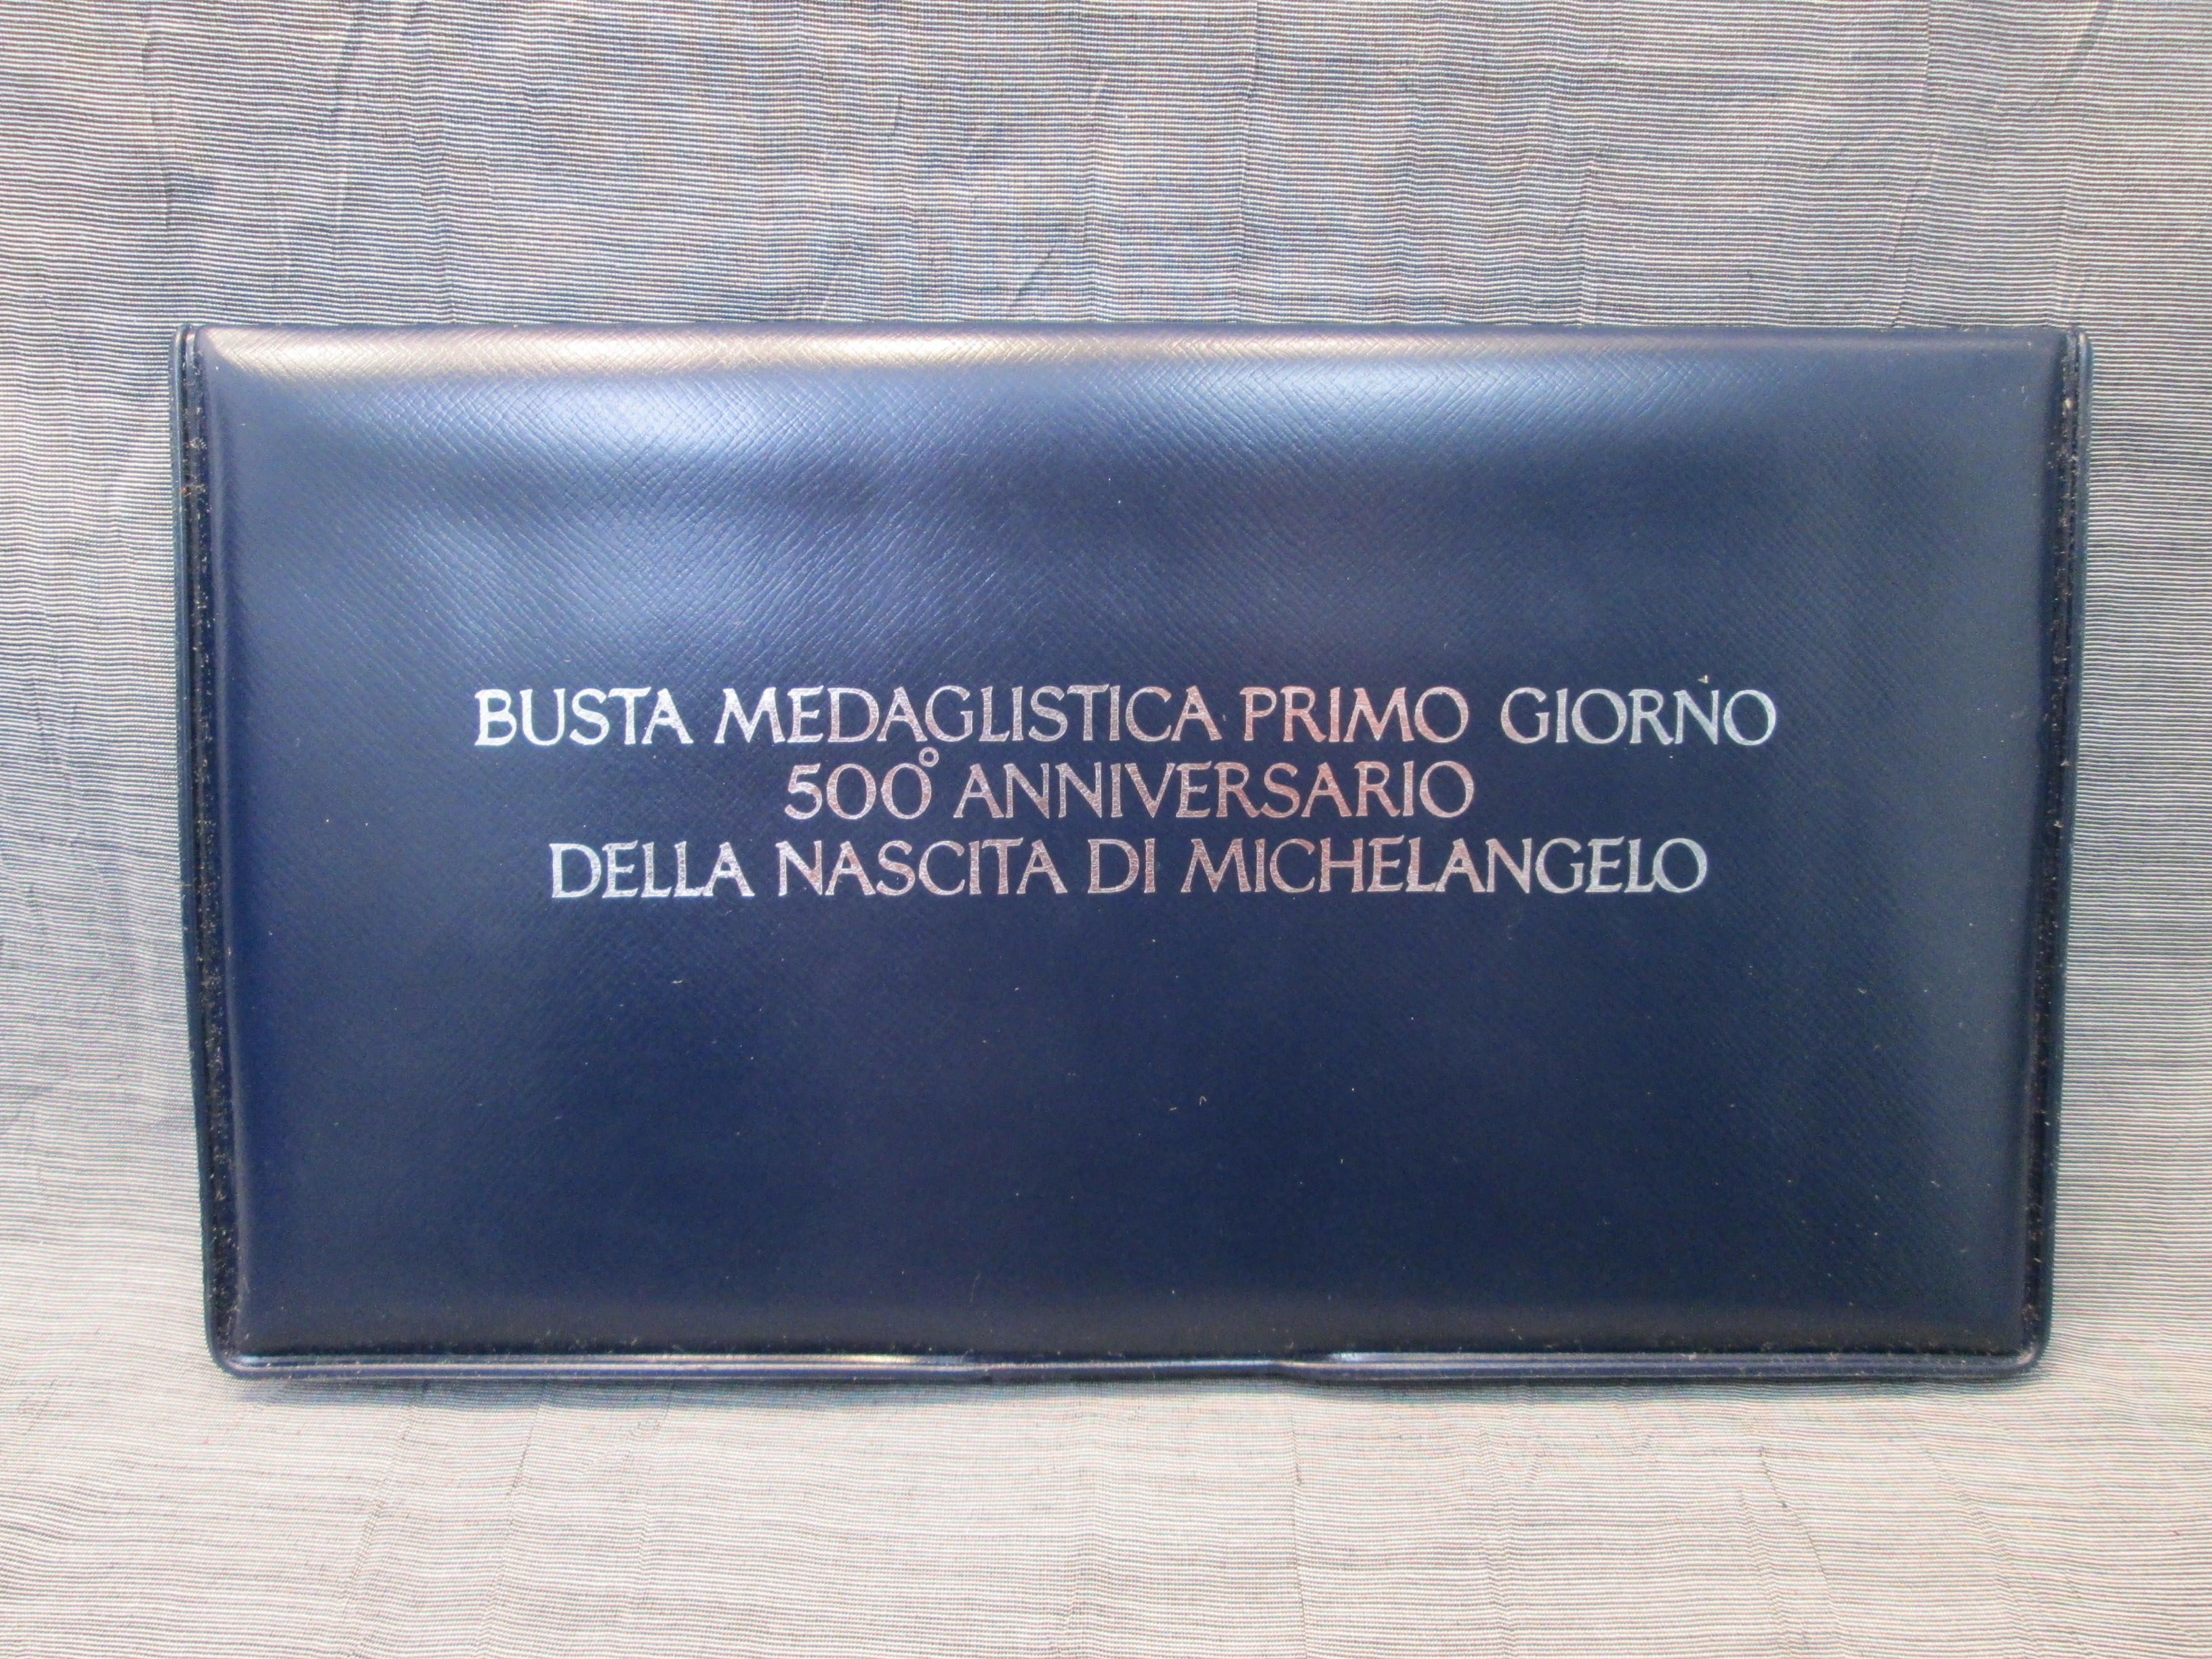 BUSTA MEDAGLISTICA PRIMO GIORNO
500° ANNIVERSARIO
DELLA NASCITA DI MICHELANGELO